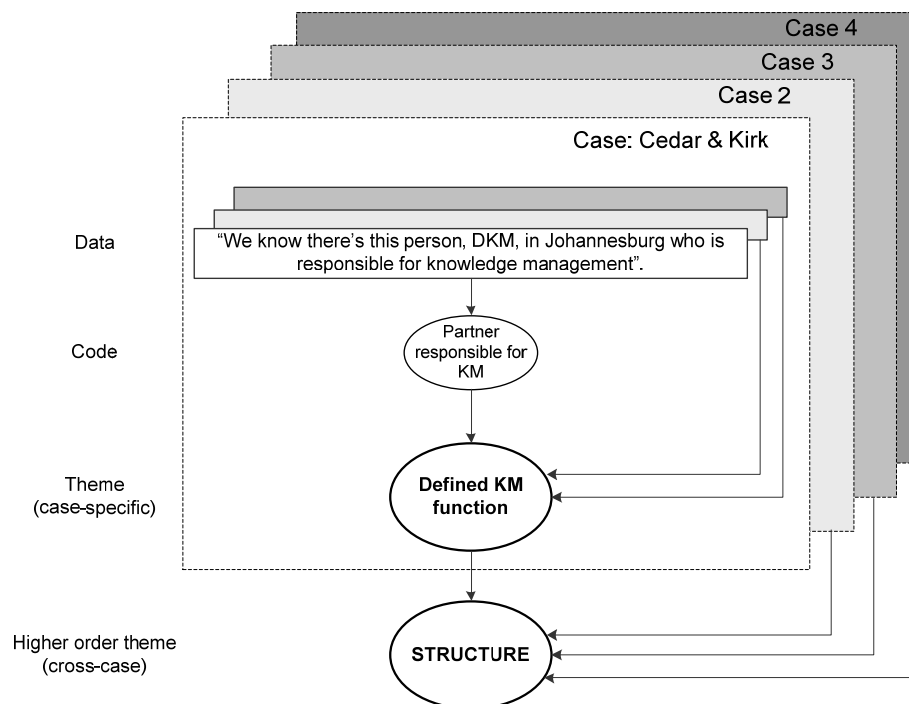 Case 4
Case 3
Case 2
Case: Cedar & Kirk
Data
“We know there’s this person, DKM, in Johannesburg who is
responsible for knowledge management”.
Code
Partner
responsible for
KM
Theme
(case-specific)
Defined KM
function
Higher order theme
(cross-case)
STRUCTURE